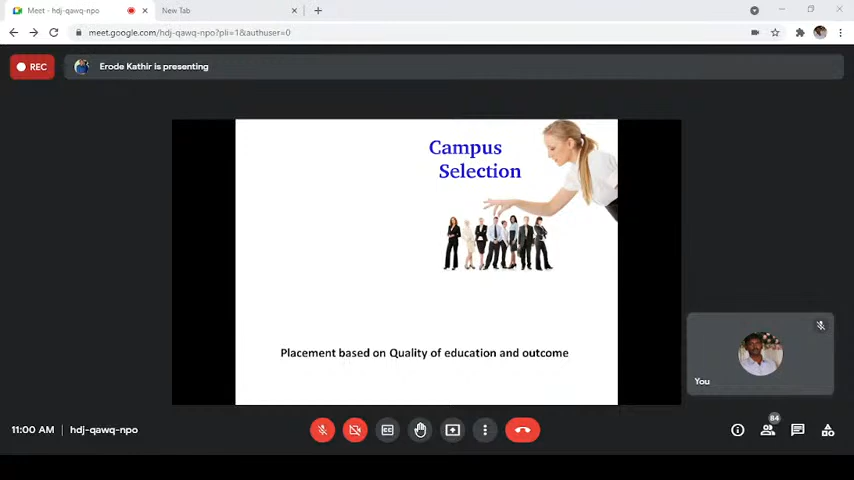 Meet - hdj-qawq-npo
New Tab
meet.google.com/hdj-qawq-npo?pli=1&authuser=0
REC
Erode Kathir is presenting
Campus
Selection
Placement based on Quality of education and outcome
You
11:00 AM | hdj-qawq-npo
CC
84